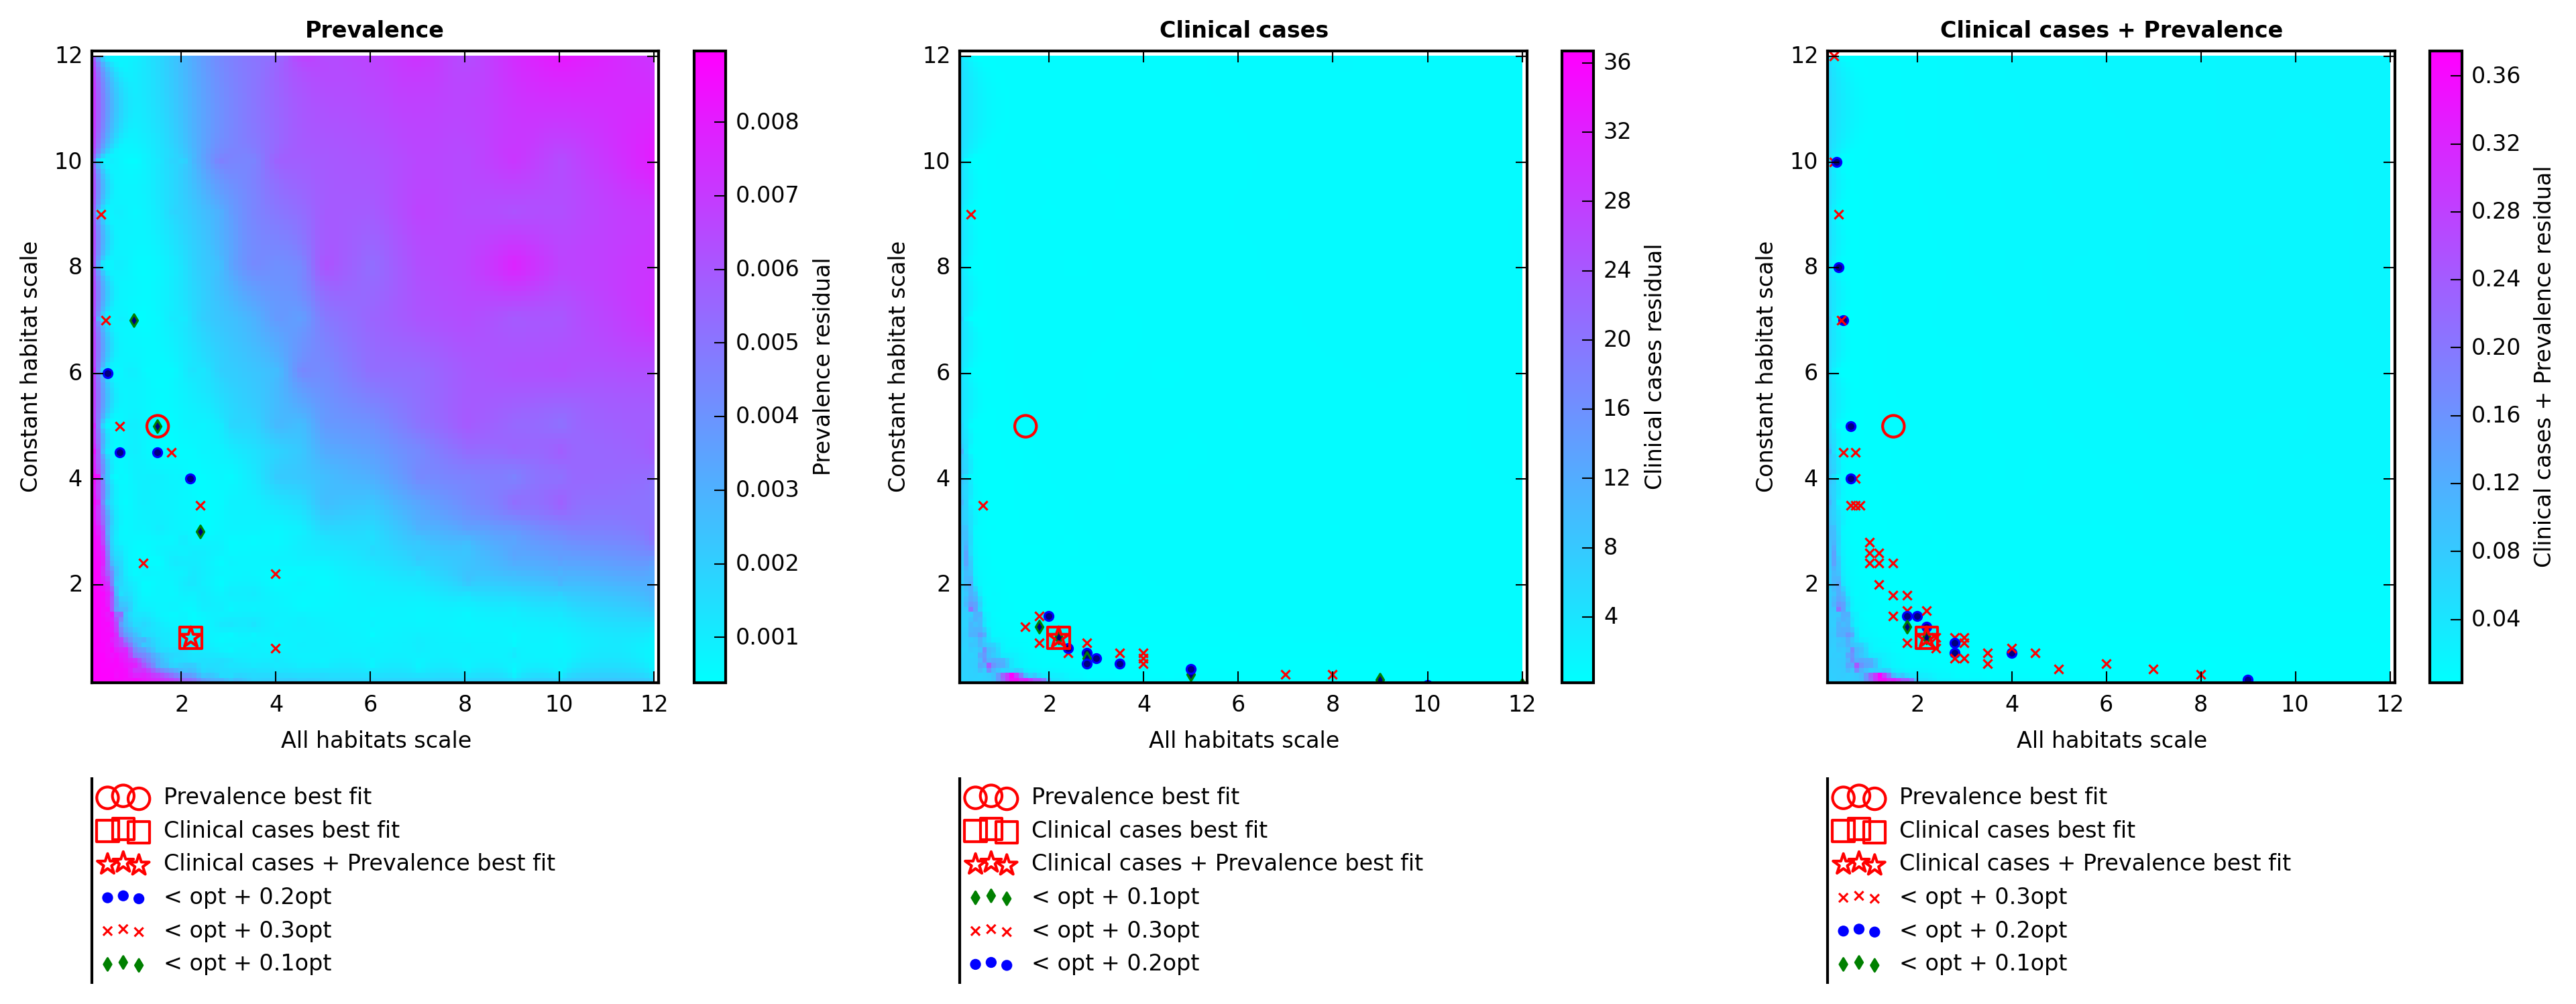 Prevalence
12
10
8
6
4
2
2 4 6 8 10 12
Constant habitat scale
All habitats scale
0.008
0.007
0.006
0.005
0.004
0.003
0.002
0.001
Prevalence residual
Prevalence best fit
Clinical cases best fit
Clinical cases + Prevalence best fit
< opt + 0.2opt
< opt + 0.3opt
< opt + 0.1opt
Clinical cases
12
10
8
6
4
2
2 4 6 8 10 12
Constant habitat scale
All habitats scale
36
32
28
24
20
16
12
8
4
Clinical cases residual
Prevalence best fit
Clinical cases best fit
Clinical cases + Prevalence best fit
< opt + 0.1opt
< opt + 0.3opt
< opt + 0.2opt
Clinical cases + Prevalence
12
10
8
6
4
2
2 4 6 8 10 12
Constant habitat scale
All habitats scale
0.36
0.32
0.28
0.24
0.20
0.16
0.12
0.08
0.04
Clinical cases + Prevalence residual
Prevalence best fit
Clinical cases best fit
Clinical cases + Prevalence best fit
< opt + 0.3opt
< opt + 0.2opt
< opt + 0.1opt